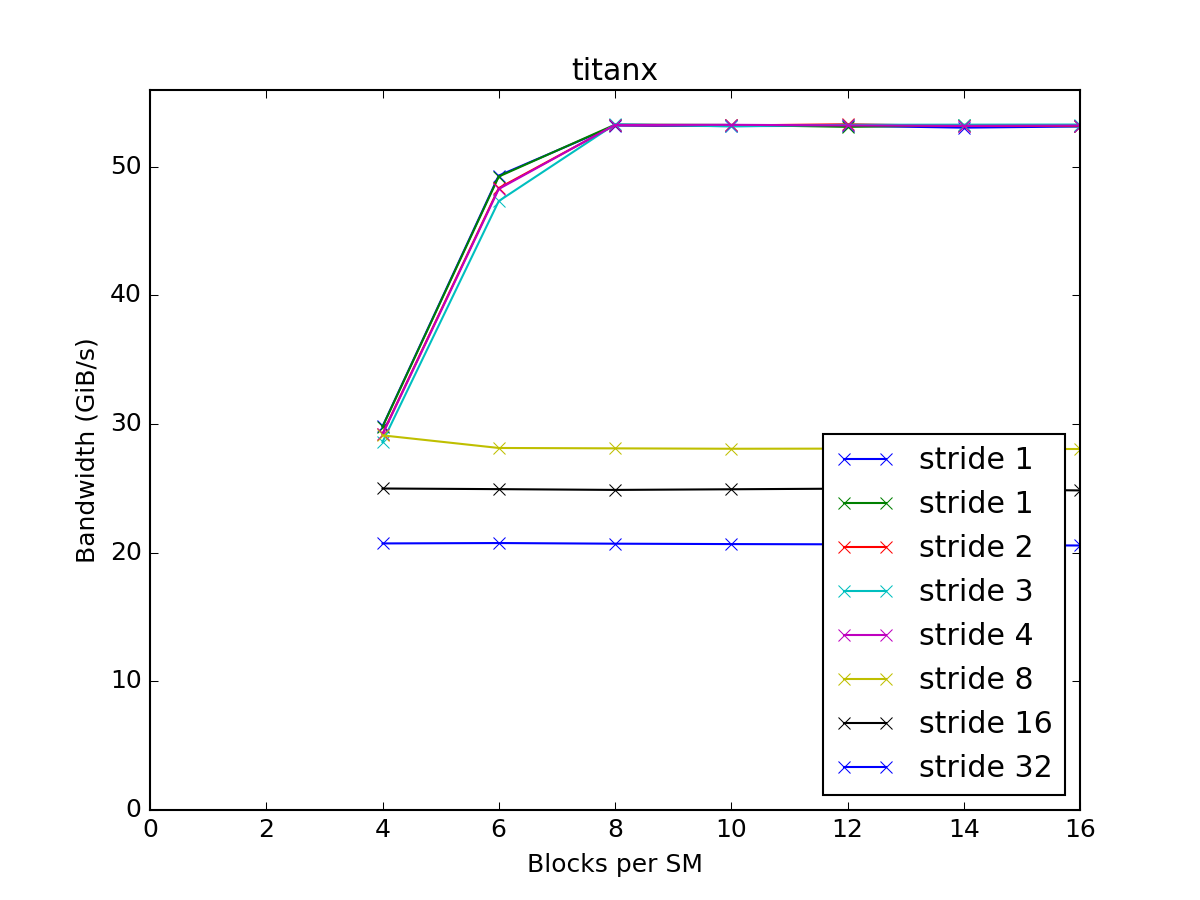 titanx
Bandwidth (GiB/s)
50
40
30
20
10
0
stride 1
stride 1
stride 2
stride 3
stride 4
stride 8
stride 16
stride 32
0 2 4 6 8 10 12 14 16
Blocks per SM